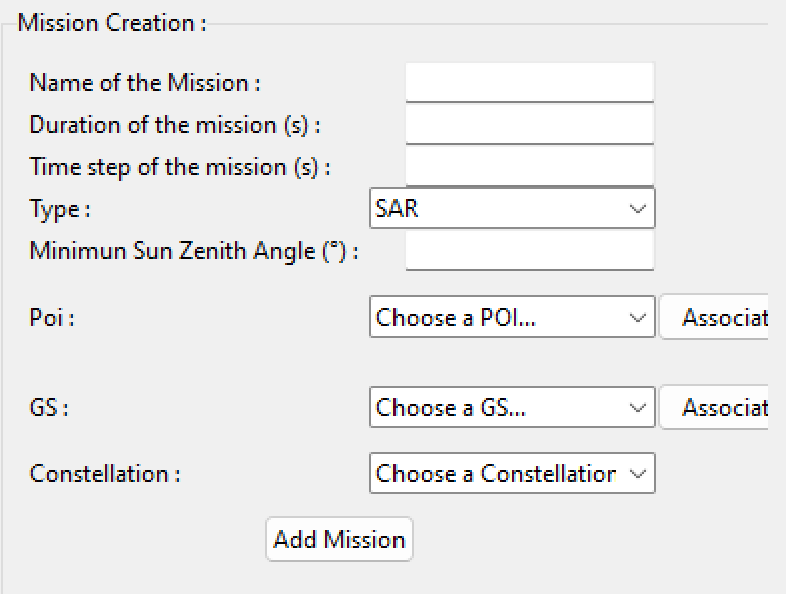 Mission Creation :
Name of the Mission :
Duration of the mission (s) :
Time step of the mission (s) :
Type : SAR
Minimun Sun Zenith Angle (°) :
Poi : Choose a POI... Associat
GS : Choose a GS... Associat
Constellation : Choose a Constellation
Add Mission